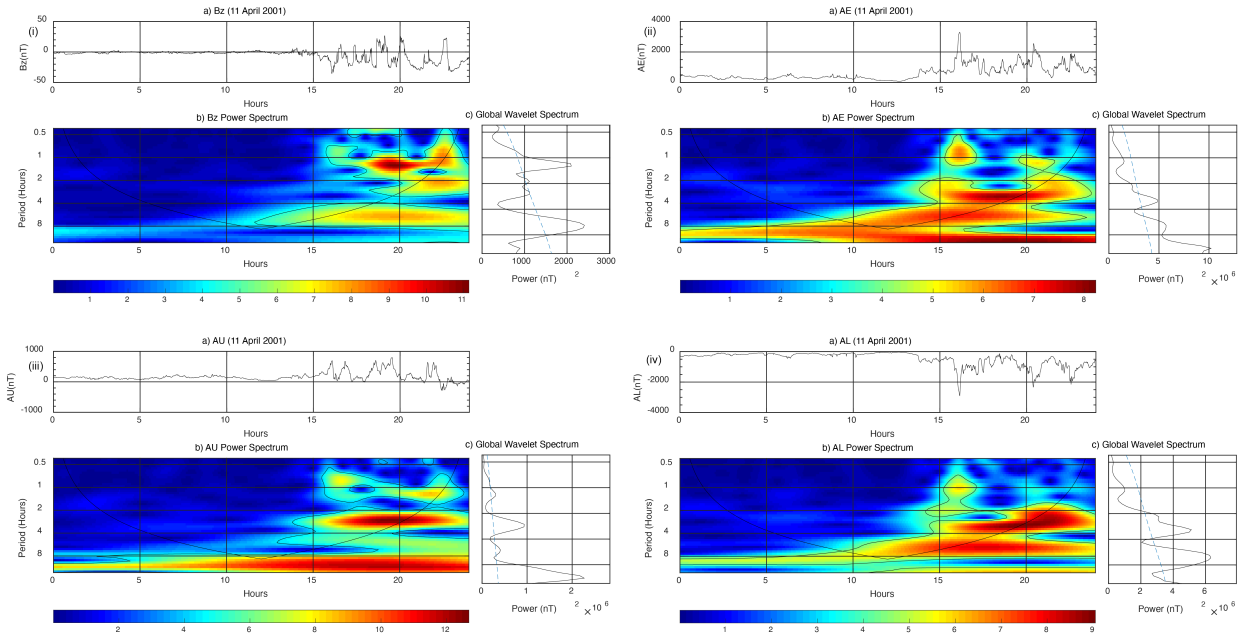 a) Bz (11 April 2001)
(i)
Bz(nT)
50
0
-50
0 5 10 15 20
Hours
b) Bz Power Spectrum
Period (Hours)
0.5
1
2
4
8
0 5 10 15 20
Hours
c) Global Wavelet Spectrum
0 1000 2000 3000
Power (nT) 2
1 2 3 4 5 6 7 8 9 10 11
a) AE (11 April 2001)
(ii)
AE(nT)
4000
2000
0
0 5 10 15 20
Hours
b) AE Power Spectrum
Period (Hours)
0.5
1
2
4
8
0 5 10 15 20
Hours
c) Global Wavelet Spectrum
0 5 10
Power (nT) 2 ×10 6
1 2 3 4 5 6 7 8
a) AU (11 April 2001)
(iii)
AU(nT)
1000
0
-1000
0 5 10 15 20
Hours
b) AU Power Spectrum
Period (Hours)
0.5
1
2
4
8
0 5 10 15 20
Hours
c) Global Wavelet Spectrum
0 1 2
Power (nT) 2 ×10 6
2 4 6 8 10 12
a) AL (11 April 2001)
(iv)
AL(nT)
0
-2000
-4000
0 5 10 15 20
Hours
b) AL Power Spectrum
Period (Hours)
0.5
1
2
4
8
0 5 10 15 20
Hours
c) Global Wavelet Spectrum
0 2 4 6
Power (nT) 2 ×10 6
1 2 3 4 5 6 7 8 9